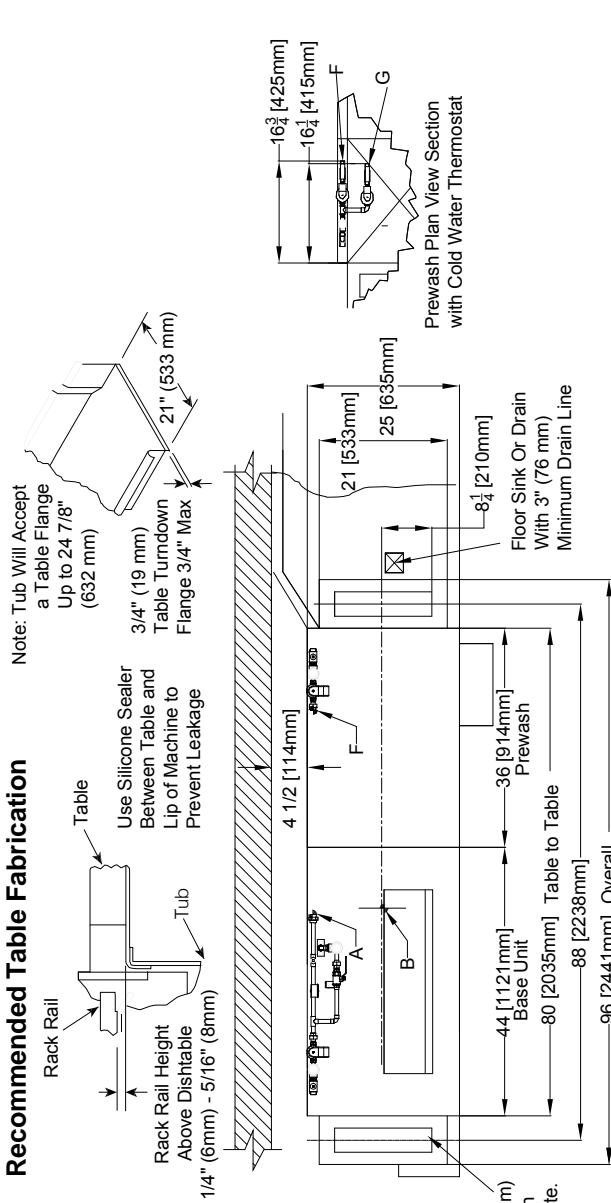 Recommended Table Fabrication
Note: Tub Will Accept
a Table Flange
Up to 24 7/8"
(632 mm)
3/4" (19 mm)
Table Turndown
Flange 3/4" Max
21" (533 mm)
Rack Rail
Table
Use Silicone Sealer
Between Table and
Lip of Machine to
Prevent Leakage
Tub
Rack Rail Height
Above Dishtable
1/4" (6mm) - 5/16" (8mm)
16 3/4 [425mm]
16 1/4 [415mm]
F
G
Prewash Plan View Section
with Cold Water Thermostat
4 1/2 [114mm]
21 [533mm]
25 [635mm]
8 1/4 [210mm]
Floor Sink Or Drain
With 3" (76 mm)
Minimum Drain Line
A
B
F
44 [1121mm]
Base Unit
36 [914mm]
Prewash
80 [2035mm] Table to Table
88 [2238mm]
96 [2441mm] Overall